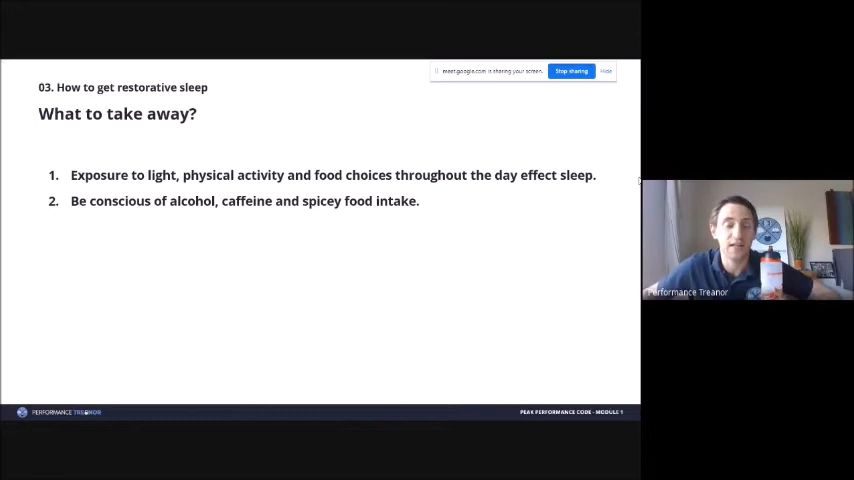 meet.google.com is sharing your screen.
Stop sharing
Hide
03. How to get restorative sleep
What to take away?
1. Exposure to light, physical activity and food choices throughout the day effect sleep.
2. Be conscious of alcohol, caffeine and spicey food intake.
Performance Treanor
PERFORMANCE TREANOR
PEAK PERFORMANCE CODE - MODULE 1